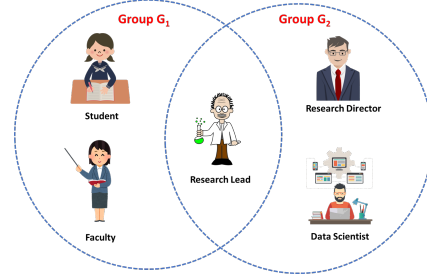 Group G₁
Group G₂
Student
Research Director
Research Lead
Faculty
Data Scientist